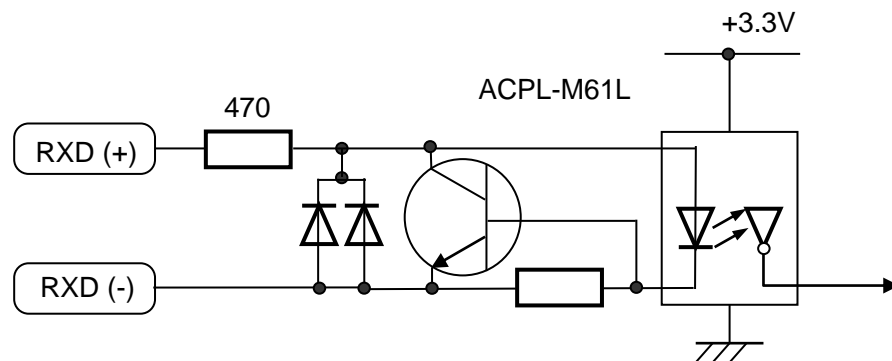 +3.3V
ACPL-M61L
470
RXD (+)
RXD (-)